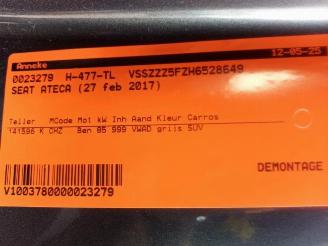 Anneke 12-05-25
0023279 H-477-TL VSSZZZ5FZH6528649
SEAT ATECA (27 feb 2017)
Teller MCode Mot kW Inh Rand Kleur Carros
141596 K CHZ Ben 85 999 VWAD grijs SUV
DEMONTAGE
V1003780000023279